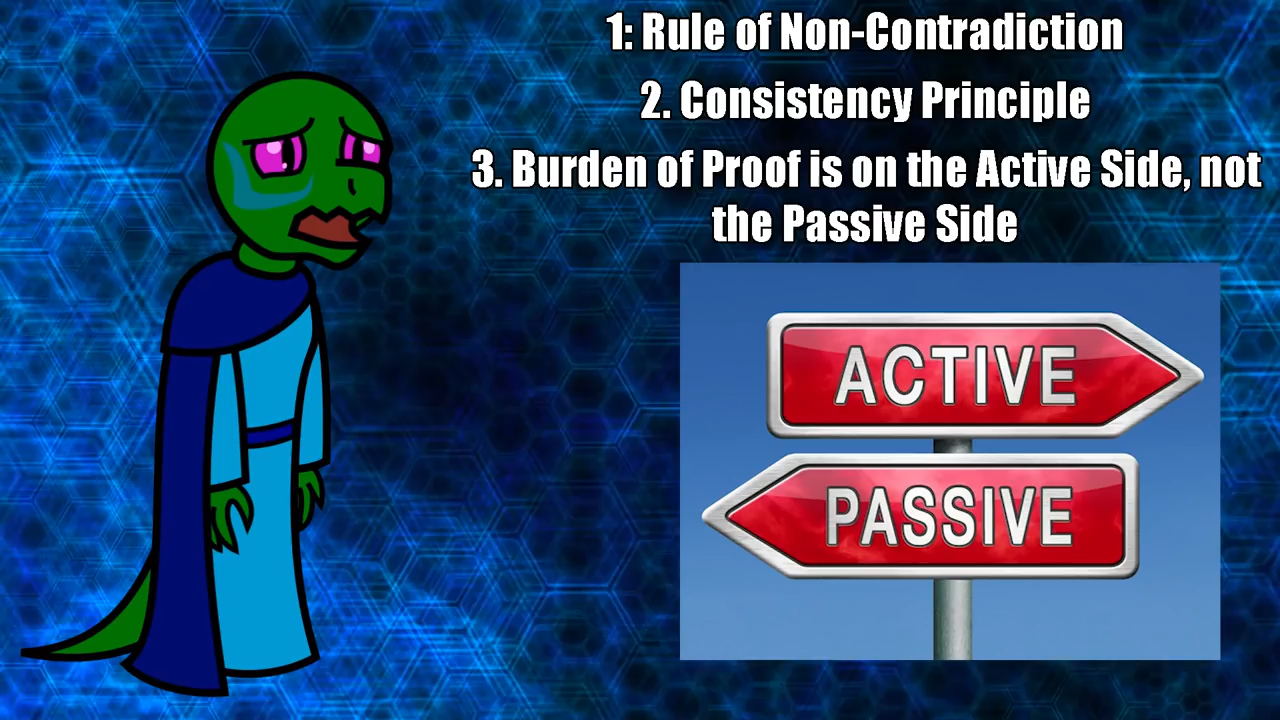 1: Rule of Non-Contradiction
2. Consistency Principle
3. Burden of Proof is on the Active Side, not
the Passive Side
ACTIVE
PASSIVE